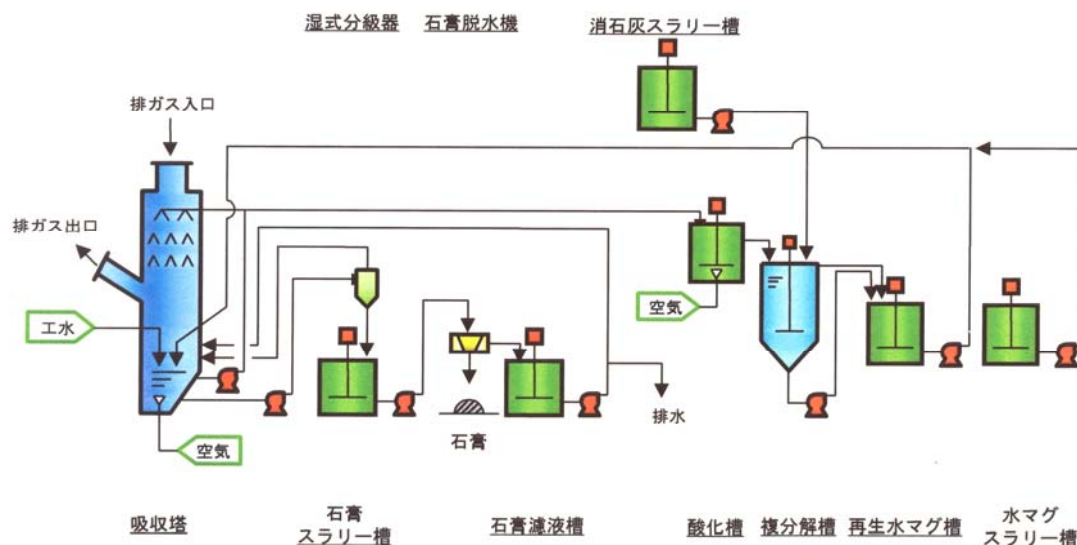 湿式分級器 石膏脱水機 消石灰スラリー槽
排ガス入口
排ガス出口
工水
空気
空気
石膏
排水
吸収塔
石膏
スラリー槽
石膏濾液槽
酸化槽
複分解槽
再生水マグ槽
水マグ
スラリー槽